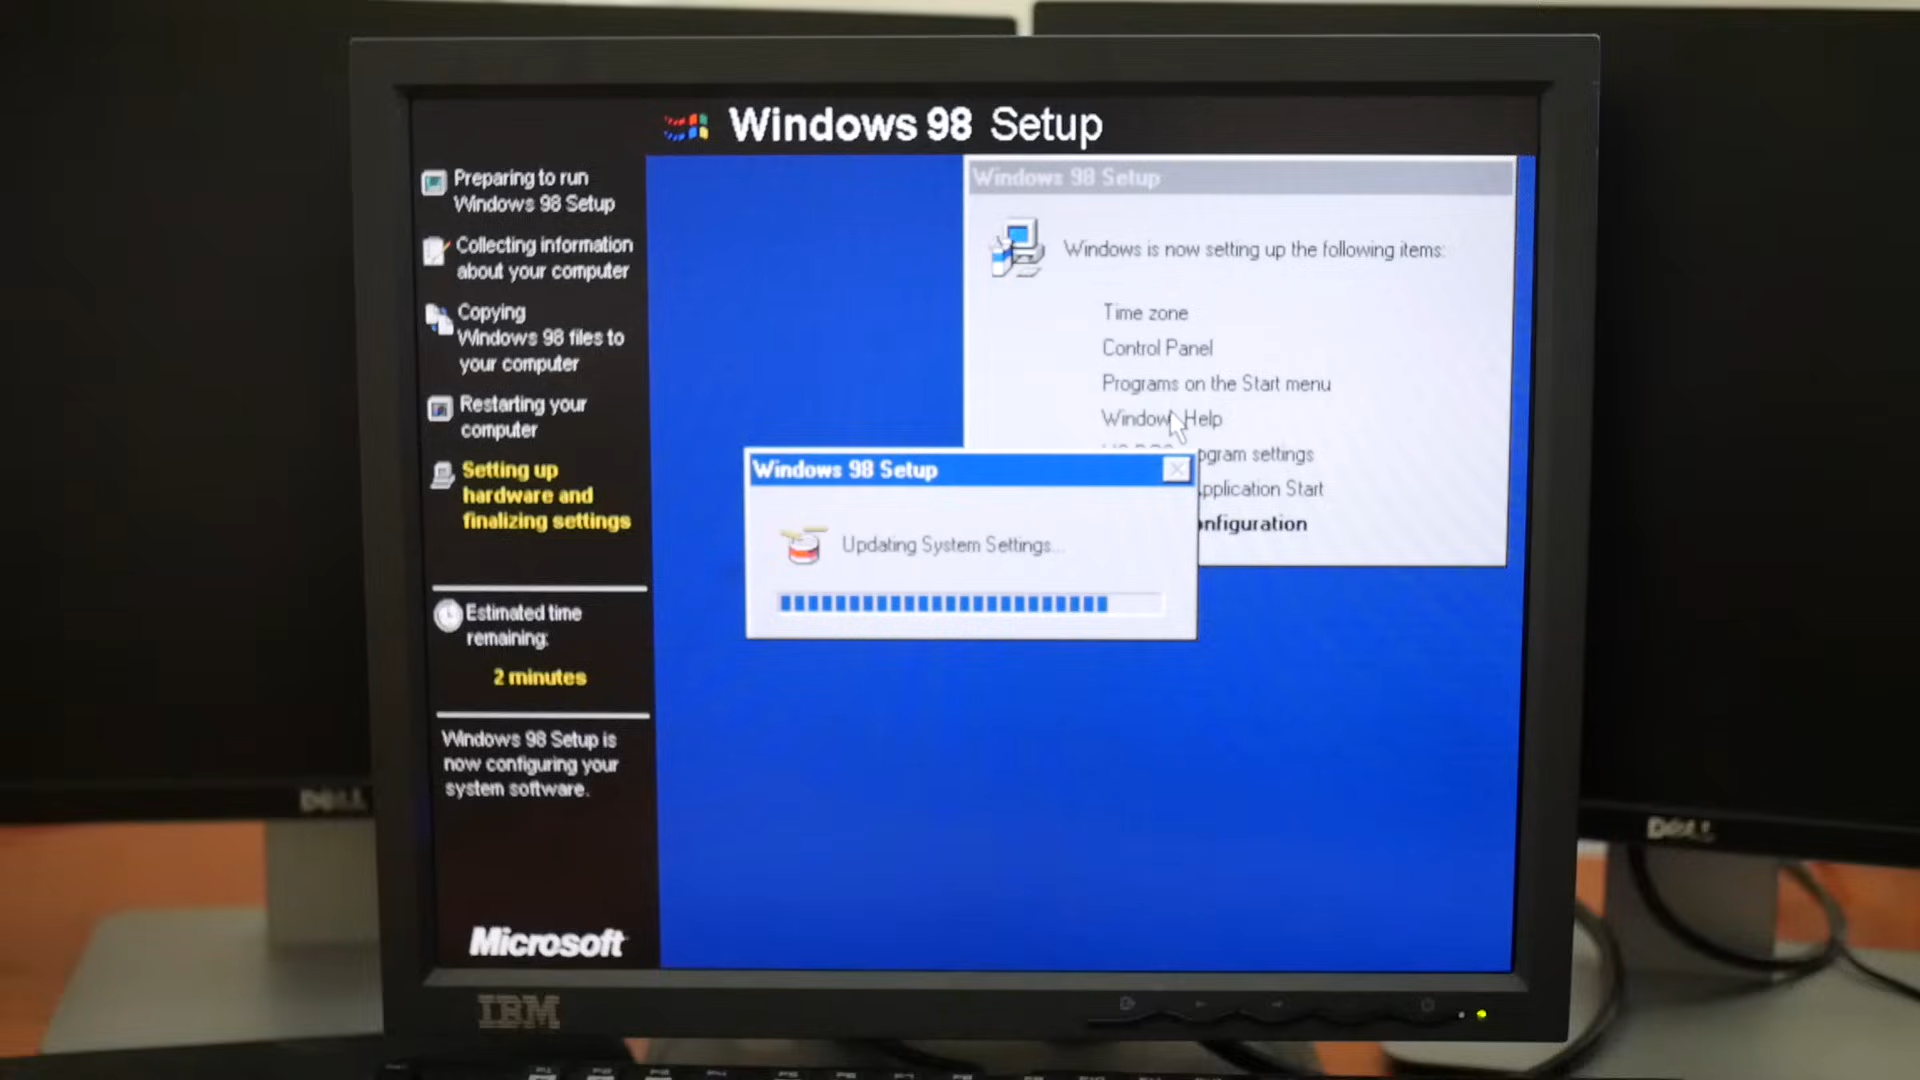 Windows 98 Setup
Preparing to run
Windows 98 Setup
Collecting information
about your computer
Copying
Windows 98 files to
your computer
Restarting your
computer
Setting up
hardware and
finalizing settings
Estimated time
remaining:
2 minutes
Windows 98 Setup is
now configuring your
system software.
Microsoft
Windows 98 Setup
Windows is now setting up the following items:
Time zone
Control Panel
Programs on the Start menu
Window Help
settings
Start
Windows 98 Setup
Updating System Settings...
IBM
DELL
DELL